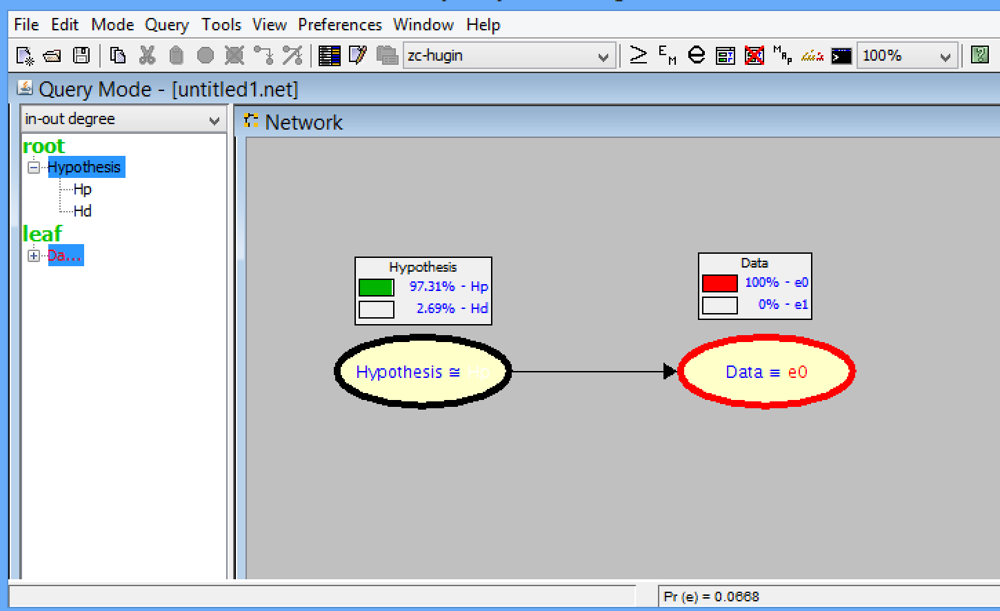 File Edit Mode Query Tools View Preferences Window Help
zc-hugin
E M
MAP
100%
Query Mode - [untitled1.net]
in-out degree
Network
root
Hypothesis
Hp
Hd
leaf
Da...
Hypothesis
97.31% - Hp
2.69% - Hd
Data
100% - e0
0% - e1
Hypothesis ≅ Hp
Data ≡ e0
Pr (e) = 0.0668